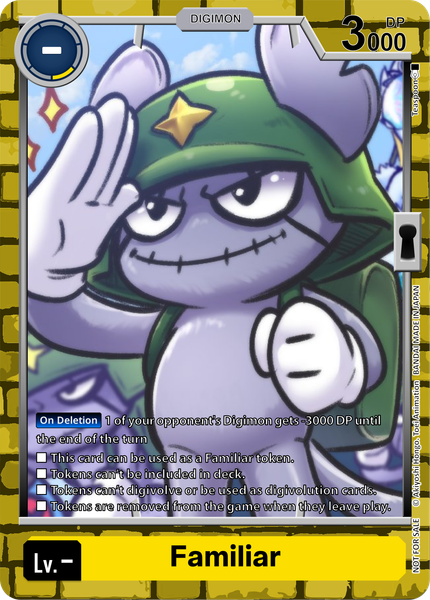 DIGIMON
–
3000
DP
Teaspoon
[On Deletion] 1 of your opponent's Digimon gets -3000 DP until
the end of the turn
■ This card can be used as a Familiar token.
■ Tokens can't be included in deck.
■ Tokens can't digivolve or be used as digivolution cards.
■ Tokens are removed from the game when they leave play.
NOT FOR SALE © Akiyoshi Hongo, Toei Animation BANDAI MADE IN JAPAN
Lv.–
Familiar